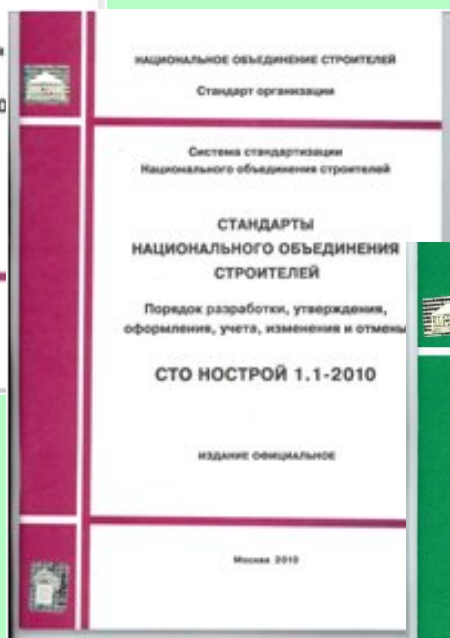 НАЦИОНАЛЬНОЕ ОБЪЕДИНЕНИЕ СТРОИТЕЛЕЙ
Стандарт организации
Система стандартизации
Национального объединения строителей
СТАНДАРТЫ
НАЦИОНАЛЬНОГО ОБЪЕДИНЕНИЯ
СТРОИТЕЛЕЙ
Порядок разработки, утверждения,
оформления, учета, изменения и отмены
СТО НОСТРОЙ 1.1-2010
ИЗДАНИЕ ОФИЦИАЛЬНОЕ
Москва 2010